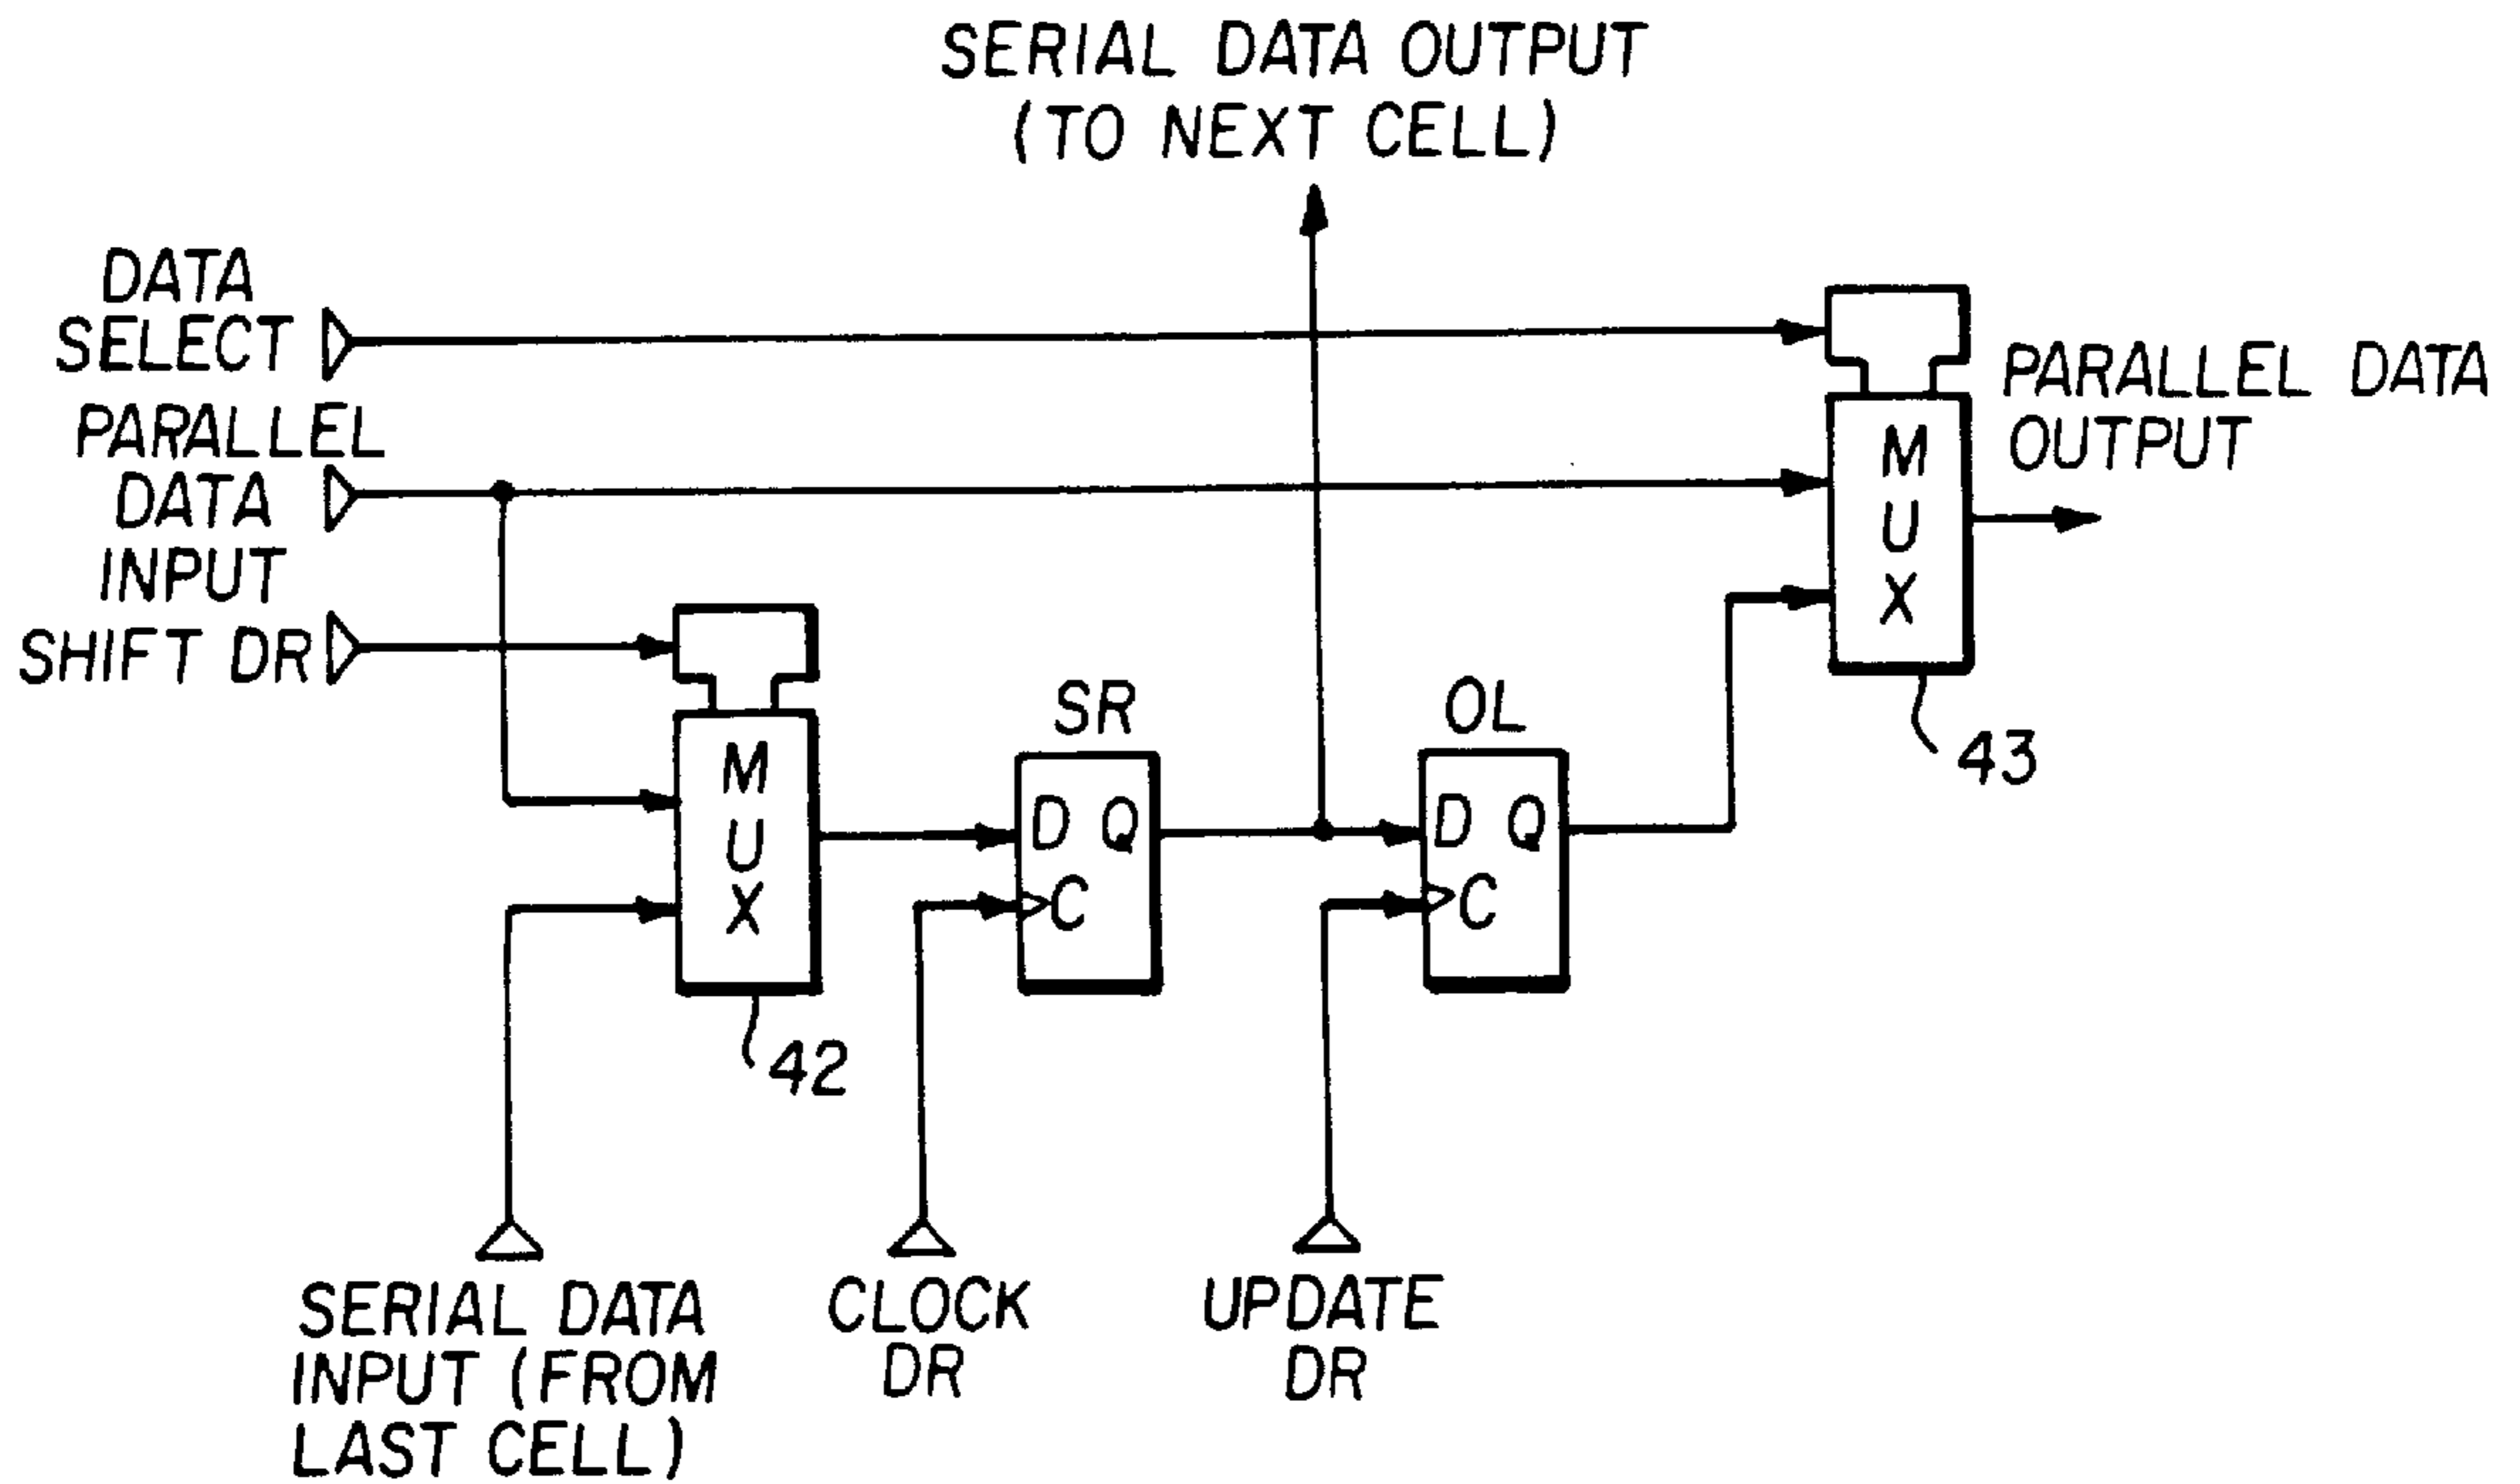 SERIAL DATA OUTPUT
(TO NEXT CELL)
DATA
SELECT
PARALLEL
DATA
INPUT
SHIFT DR
PARALLEL DATA
OUTPUT
M
U
X
43
M
U
X
42
SR
D Q
C
OL
D Q
C
SERIAL DATA
INPUT (FROM
LAST CELL)
CLOCK
DR
UPDATE
DR